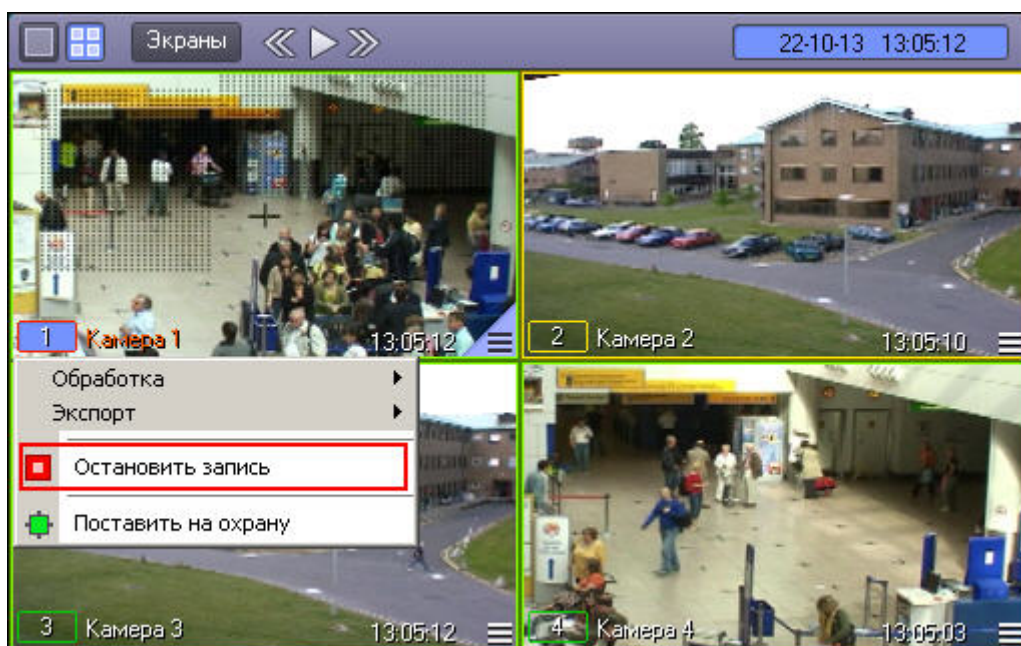 Экраны
22-10-13 13:05:12
1 Камера 1 13:05:12
2 Камера 2 13:05:10
Обработка
Экспорт
Остановить запись
Поставить на охрану
3 Камера 3 13:05:12
4 Камера 4 13:05:03